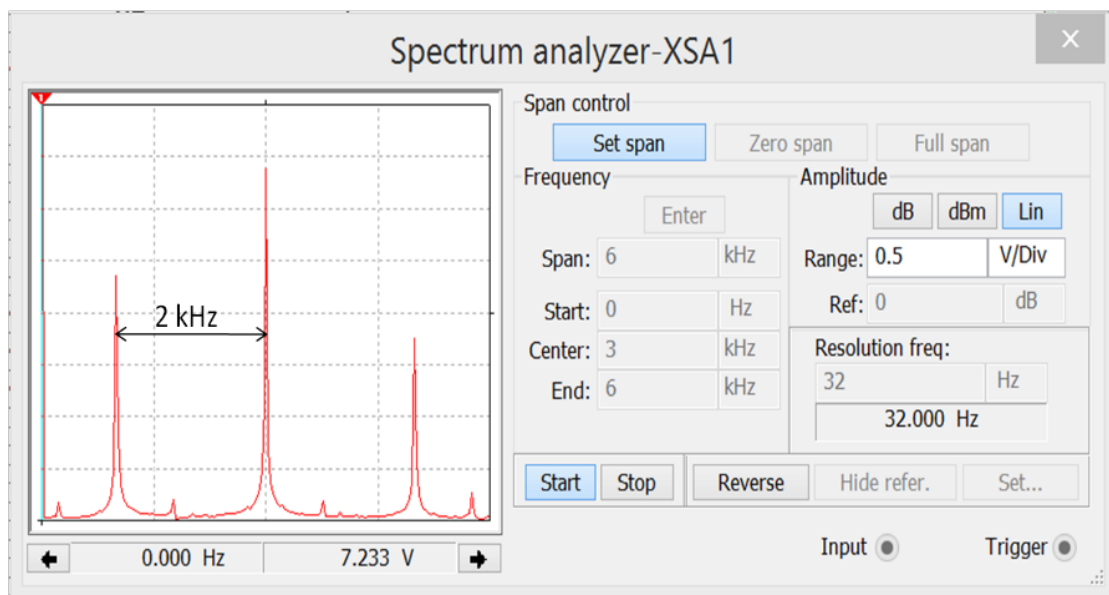 Spectrum analyzer-XSA1
X
1
2 kHz
0.000 Hz 7.233 V
Span control
Set span Zero span Full span
Frequency
Enter
Span: 6 kHz
Start: 0 Hz
Center: 3 kHz
End: 6 kHz
Amplitude
dB dBm Lin
Range: 0.5 V/Div
Ref: 0 dB
Resolution freq:
32 Hz
32.000 Hz
Start Stop Reverse Hide refer. Set...
Input Trigger